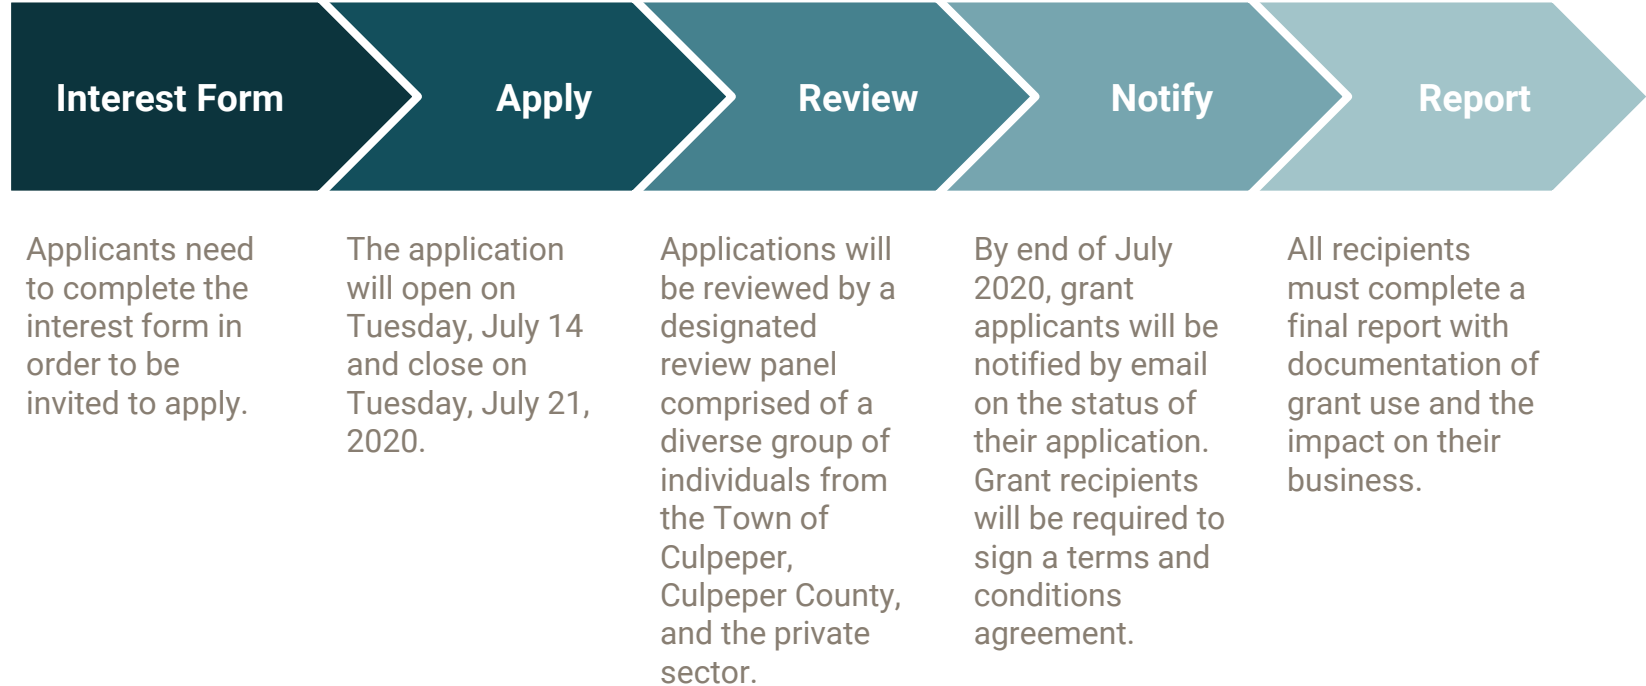 Interest Form
Apply
Review
Notify
Report
Applicants need
to complete the
interest form in
order to be
invited to apply.
The application
will open on
Tuesday, July 14
and close on
Tuesday, July 21,
2020.
Applications will
be reviewed by a
designated
review panel
comprised of a
diverse group of
individuals from
the Town of
Culpeper,
Culpeper County,
and the private
sector.
By end of July
2020, grant
applicants will be
notified by email
on the status of
their application.
Grant recipients
will be required to
sign a terms and
conditions
agreement.
All recipients
must complete a
final report with
documentation of
grant use and the
impact on their
business.